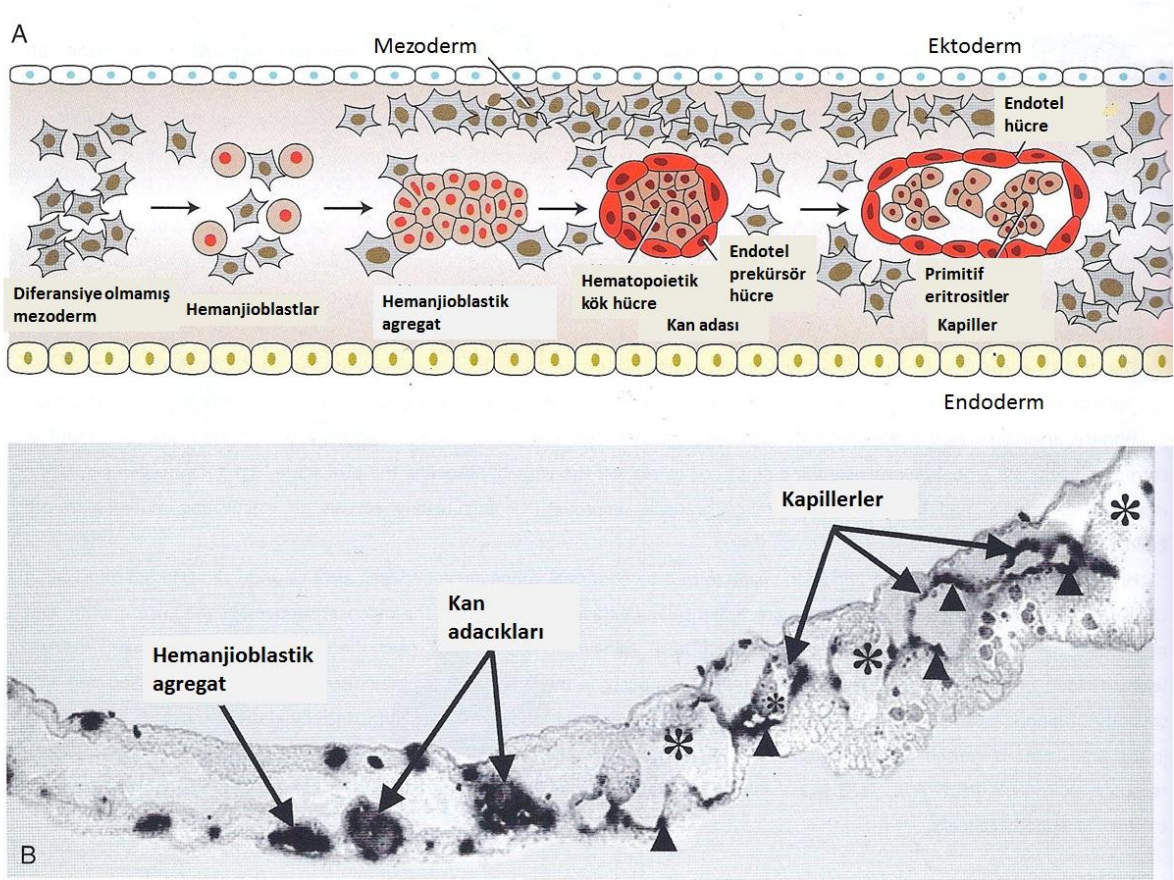 A
Mezoderm
Ektoderm
Endotel
hücre
Diferansiye olmamış
mezoderm
Hemanjioblastlar
Hemanjioblastik
agregat
Hematopoietik
kök hücre
Endotel
prekürsör
hücre
Kan adası
Primitif
eritrositler
Kapiller
Endoderm
Kapillerler
Kan
adacıkları
Hemanjioblastik
agregat
B